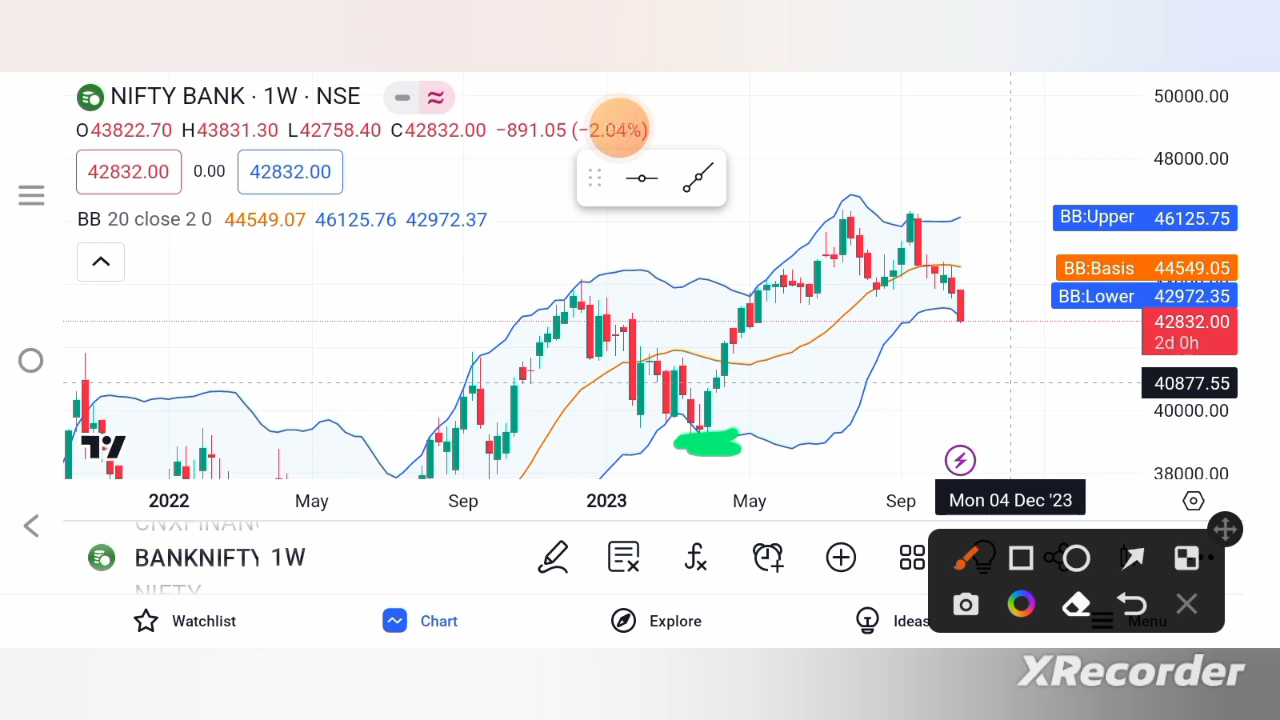 NIFTY BANK · 1W · NSE
O43822.70 H43831.30 L42758.40 C42832.00 −891.05 (−2.04%)
42832.00 0.00 42832.00
BB 20 close 2 0 44549.07 46125.76 42972.37
50000.00
48000.00
BB:Upper 46125.75
BB:Basis 44549.05
BB:Lower 42972.35
42832.00
2d 0h
40877.55
40000.00
38000.00
2022 May Sep 2023 May Sep Mon 04 Dec '23
CNXFINAN
BANKNIFTY 1W
NIFTY
Watchlist Chart Explore Ideas Menu
XRecorder